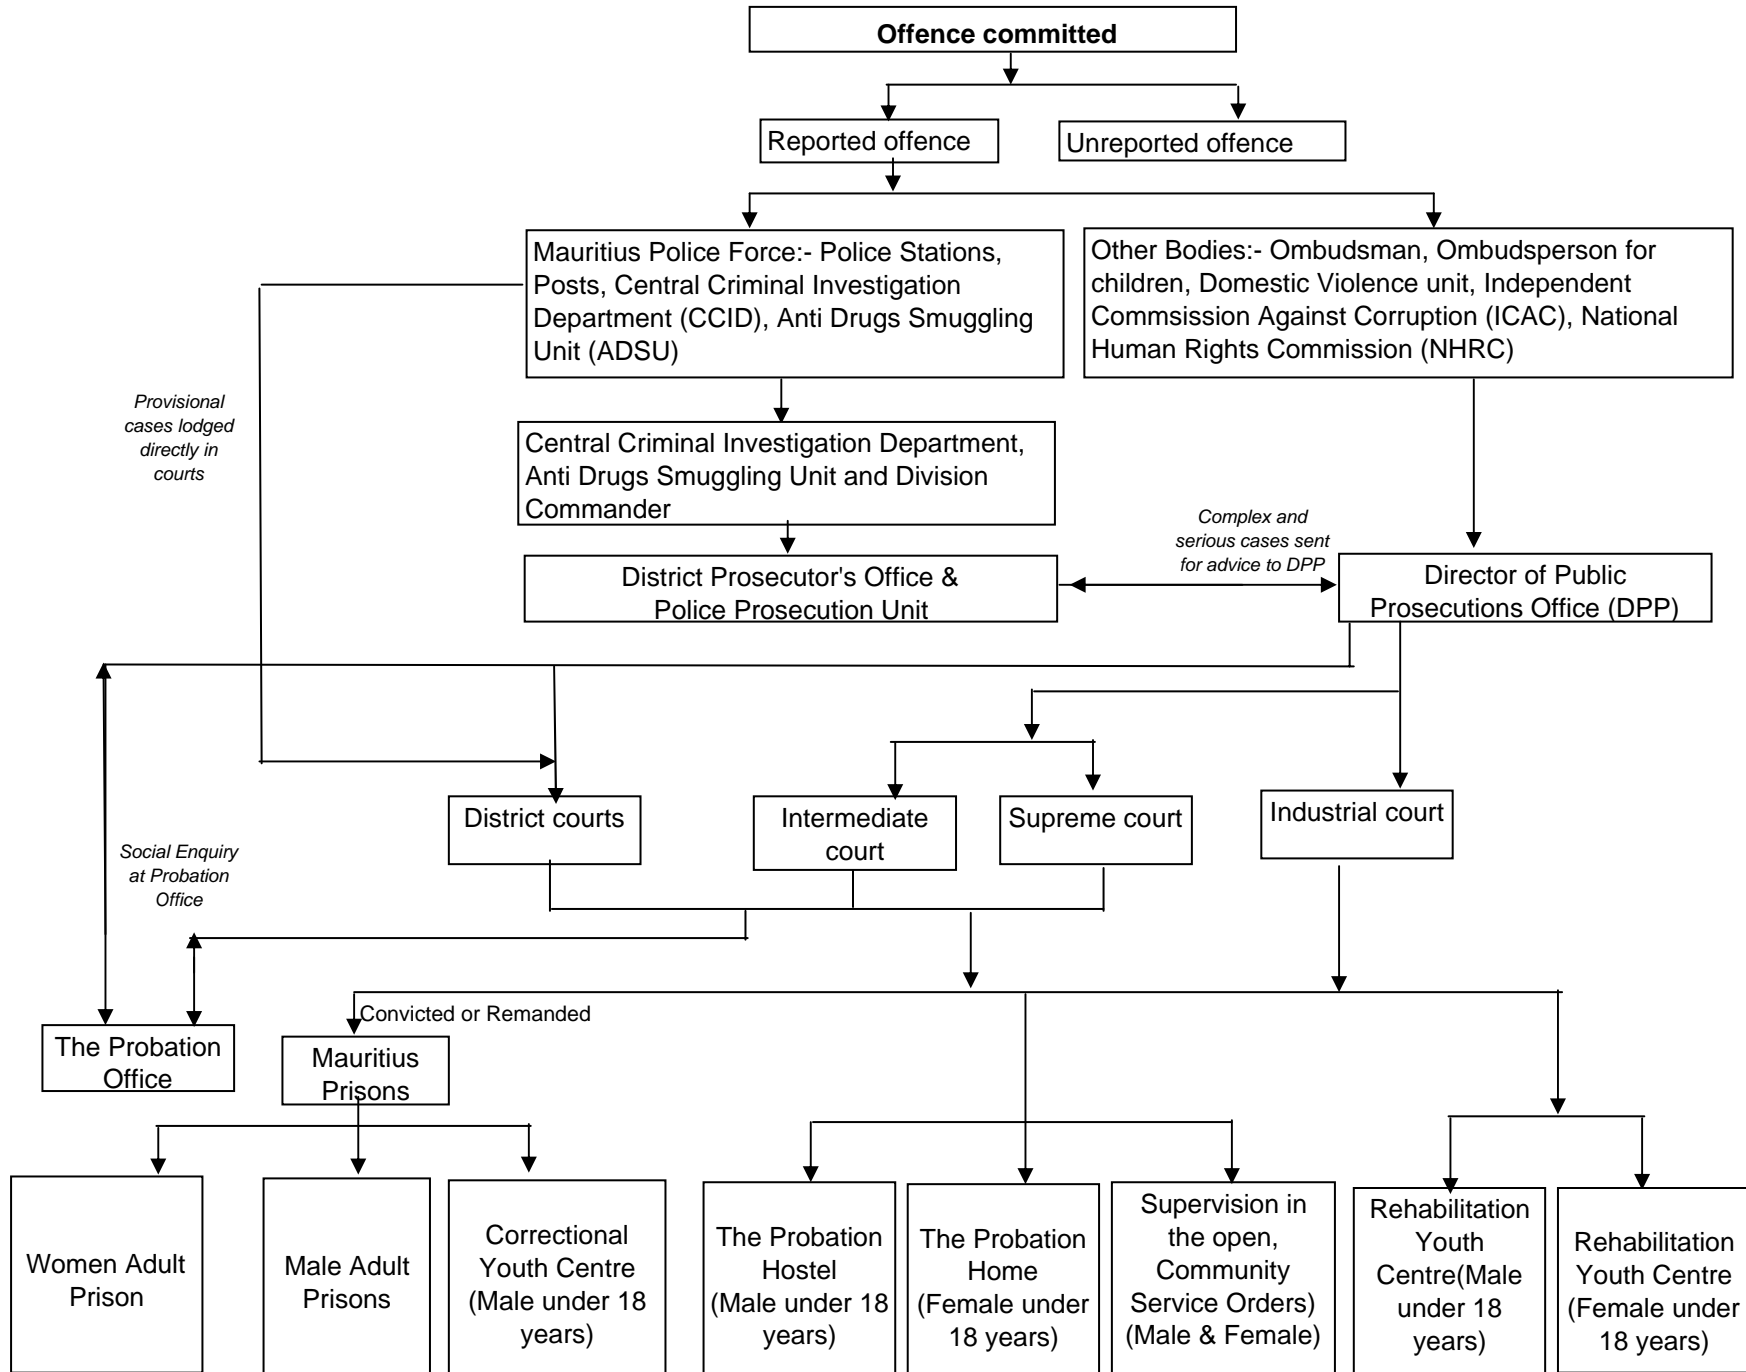 Offence committed
Reported offence
Unreported offence
Mauritius Police Force:- Police Stations,
Posts, Central Criminal Investigation
Department (CCID), Anti Drugs Smuggling
Unit (ADSU)
Other Bodies:- Ombudsman, Ombudsperson for
children, Domestic Violence unit, Independent
Commsission Against Corruption (ICAC), National
Human Rights Commission (NHRC)
Provisional
cases lodged
directly in
courts
Central Criminal Investigation Department,
Anti Drugs Smuggling Unit and Division
Commander
Complex and
serious cases sent
for advice to DPP
District Prosecutor's Office &
Police Prosecution Unit
Director of Public
Prosecutions Office (DPP)
District courts
Intermediate
court
Supreme court
Industrial court
Social Enquiry
at Probation
Office
Convicted or Remanded
The Probation
Office
Mauritius
Prisons
Women Adult
Prison
Male Adult
Prisons
Correctional
Youth Centre
(Male under 18
years)
The Probation
Hostel
(Male under 18
years)
The Probation
Home
(Female under
18 years)
Supervision in
the open,
Community
Service Orders)
(Male & Female)
Rehabilitation
Youth
Centre(Male
under 18
years)
Rehabilitation
Youth Centre
(Female under
18 years)